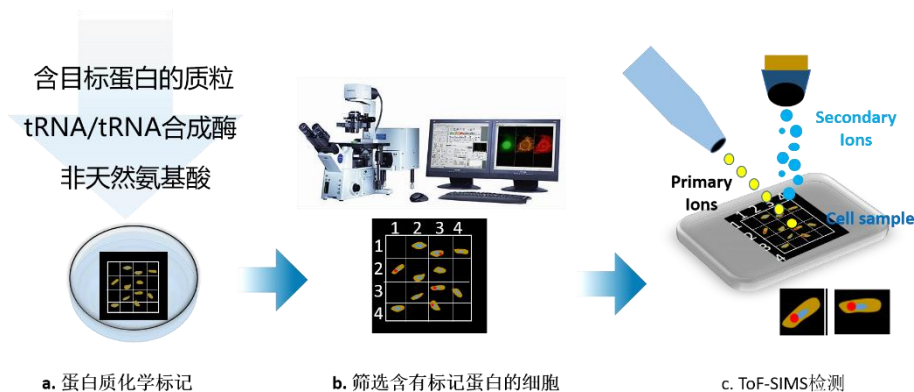 含目标蛋白的质粒
tRNA/tRNA合成酶
非天然氨基酸
1 2 3 4
1
2
3
4
Primary
Ions
Secondary
Ions
Cell sample
a. 蛋白质化学标记
b. 筛选含有标记蛋白的细胞
c. ToF-SIMS检测